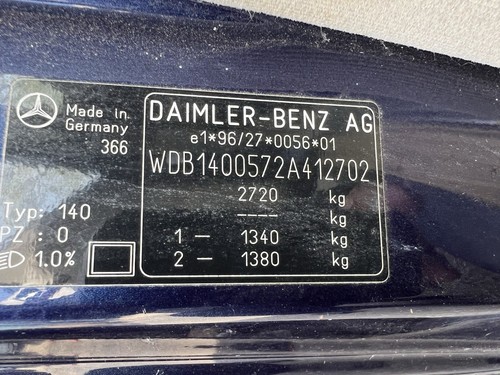 Made In
Germany
366
DAIMLER-BENZ AG
e1*96/27*0056*01
WDB1400572A412702
2720 kg
---- kg
Typ: 140
PZ : 0
1 — 1340 kg
1.0%
2 — 1380 kg